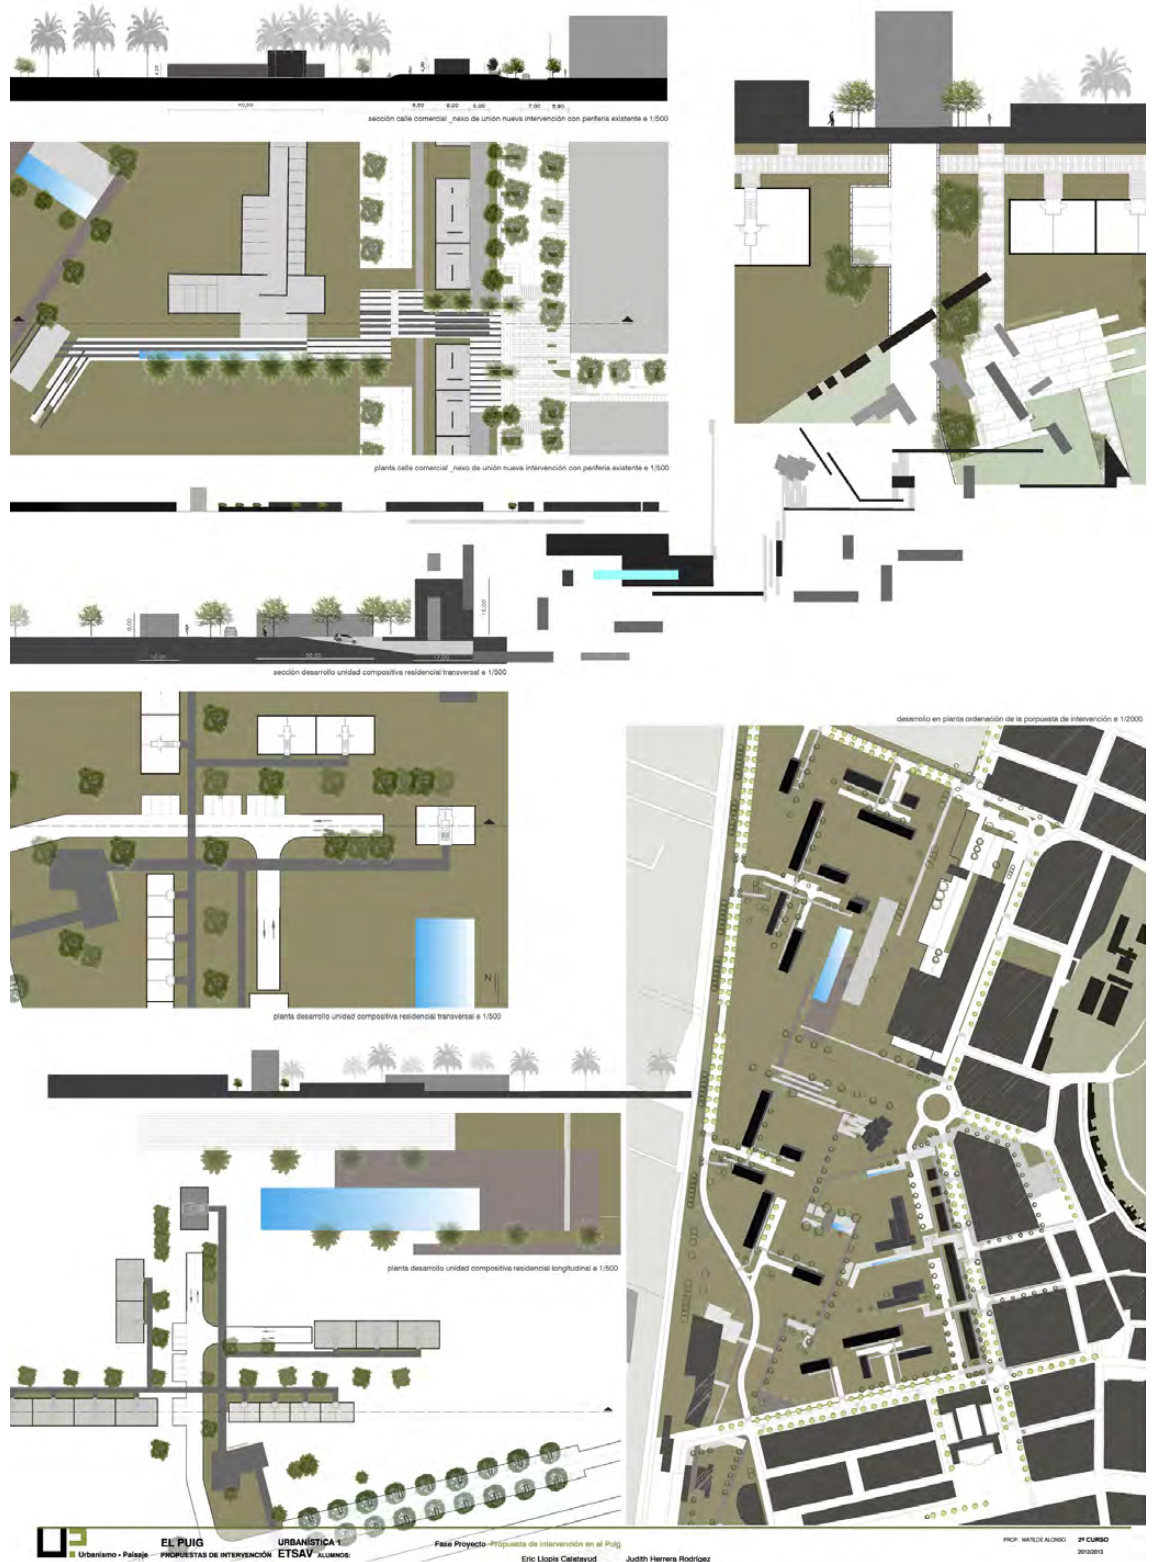 sección calle comercial _nexo de unión nueva intervención con periferia existente e 1/500
planta calle comercial _nexo de unión nueva intervención con periferia existente e 1/500
sección desarrollo unidad compositiva residencial transversal e 1/500
desarrollo en planta ordenación de la porpuesta de intervención e 1/2000
N
planta desarrollo unidad compositiva residencial transversal e 1/500
planta desarrollo unidad compositiva residencial longitudinal e 1/500
Urbanismo - Paisaje
EL PUIG
PROPUESTAS DE INTERVENCIÓN
URBANÍSTICA 1
ETSAV ALUMNOS:
Fase Proyecto -Propuesta de intervención en el Puig
Eric Llopis Calatayud Judith Herrera Rodrigez
PROF: MATILDE ALONSO 2º CURSO
2012/2013